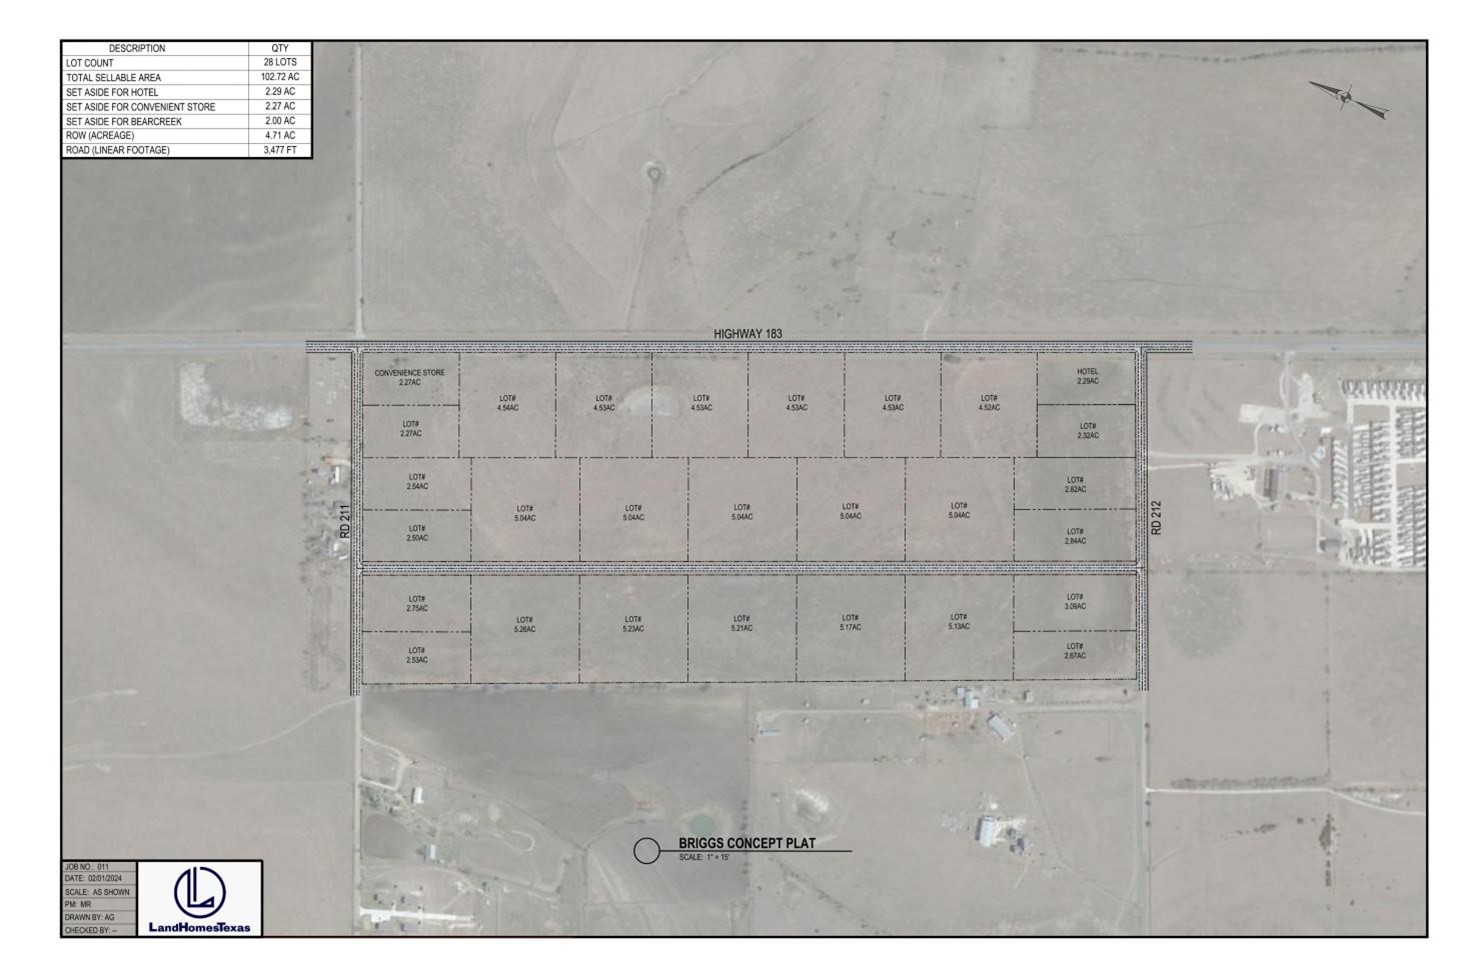 DESCRIPTION QTY
LOT COUNT 28 LOTS
TOTAL SELLABLE AREA 102.72 AC
SET ASIDE FOR HOTEL 2.29 AC
SET ASIDE FOR CONVENIENT STORE 2.27 AC
SET ASIDE FOR BEARCREEK 2.00 AC
ROW (ACREAGE) 4.71 AC
ROAD (LINEAR FOOTAGE) 3,477 FT
HIGHWAY 183
CONVENIENCE STORE
2.27AC
HOTEL
2.29AC
LOT#
4.54AC
LOT#
4.53AC
LOT#
4.53AC
LOT#
4.53AC
LOT#
4.53AC
LOT#
4.52AC
LOT#
2.27AC
LOT#
2.32AC
RD 211
RD 212
LOT#
2.54AC
LOT#
2.50AC
LOT#
5.04AC
LOT#
5.04AC
LOT#
5.04AC
LOT#
5.04AC
LOT#
5.04AC
LOT#
2.82AC
LOT#
2.84AC
LOT#
2.75AC
LOT#
2.53AC
LOT#
5.26AC
LOT#
5.23AC
LOT#
5.21AC
LOT#
5.17AC
LOT#
5.13AC
LOT#
3.09AC
LOT#
2.67AC
BRIGGS CONCEPT PLAT
SCALE: 1" = 15'
JOB NO.: 011
DATE: 02/01/2024
SCALE: AS SHOWN
PM: MR
DRAWN BY: AG
CHECKED BY: --
LandHomesTexas